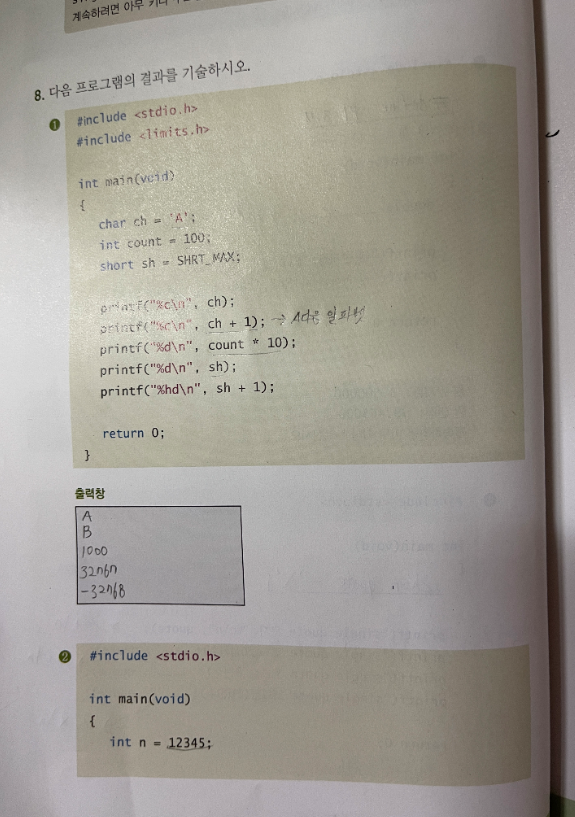 계속하려면 아무 키나
8. 다음 프로그램의 결과를 기술하시오.
❶
#include <stdio.h>
#include <limits.h>
int main(void)
{
char ch = 'A';
int count = 100;
short sh = SHRT_MAX;
printf("%c\n", ch);
printf("%c\n", ch + 1); → A다음 알파벳
printf("%d\n", count * 10);
printf("%d\n", sh);
printf("%hd\n", sh + 1);
return 0;
}
출력창
A
B
1000
32767
-32768
❷
#include <stdio.h>
int main(void)
{
int n = 12345;